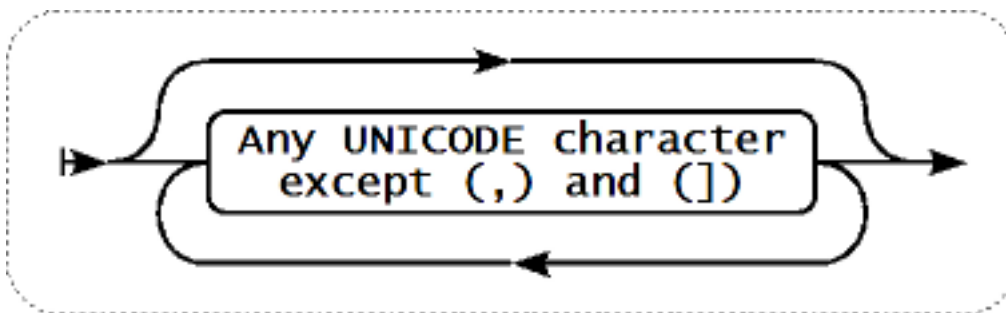 Any UNICODE character
except (,) and (])